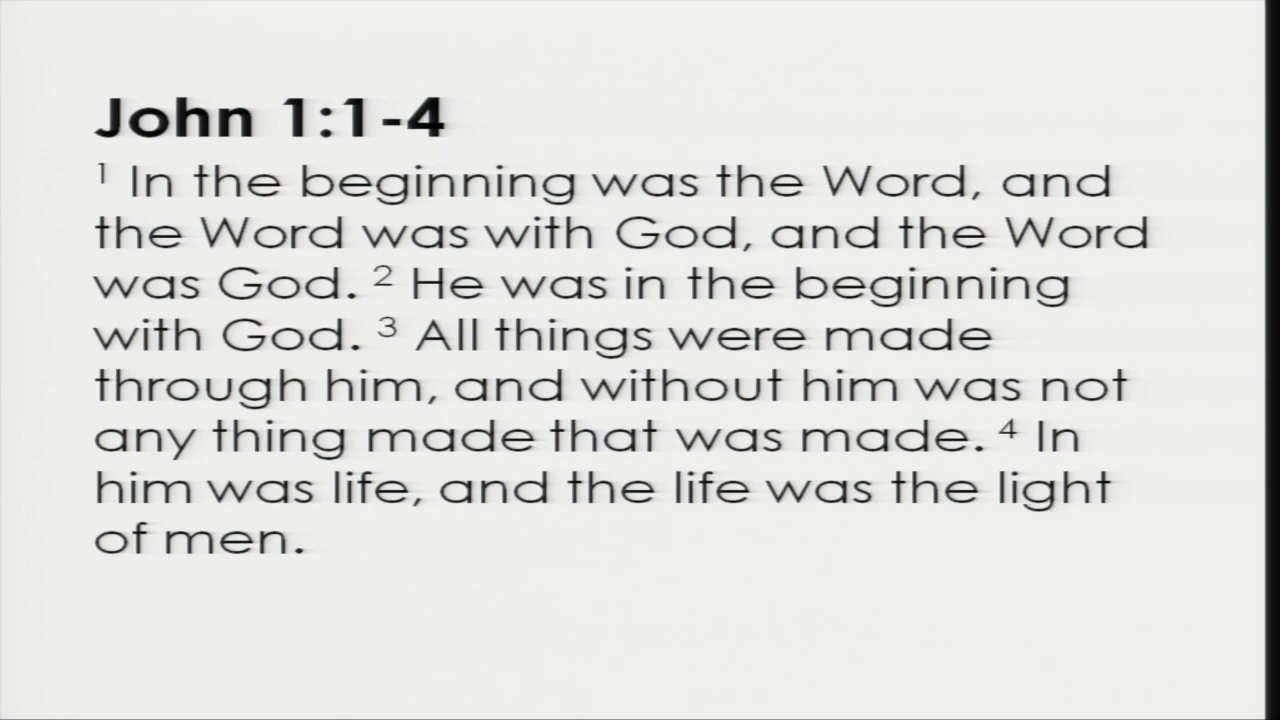 John 1:1-4
¹ In the beginning was the Word, and
the Word was with God, and the Word
was God. ² He was in the beginning
with God. ³ All things were made
through him, and without him was not
any thing made that was made. ⁴ In
him was life, and the life was the light
of men.